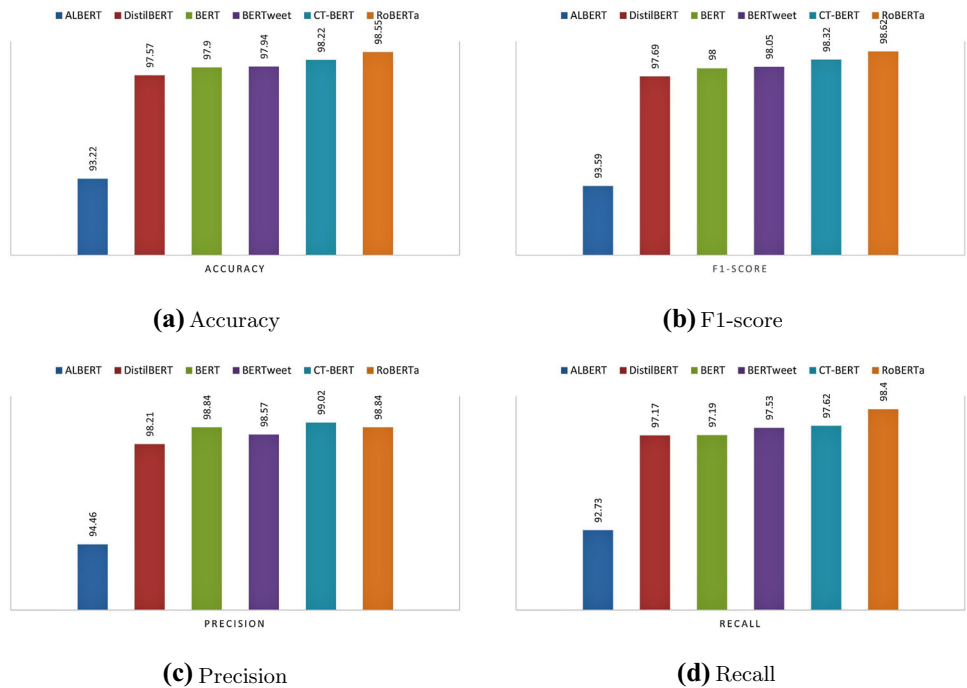 ALBERT DistilBERT BERT BERTweet CT-BERT RoBERTa
93.22 97.57 97.9 97.94 98.22 98.55
ACCURACY
(a) Accuracy
ALBERT DistilBERT BERT BERTweet CT-BERT RoBERTa
93.59 97.69 98 98.05 98.32 98.62
F1-SCORE
(b) F1-score
ALBERT DistilBERT BERT BERTweet CT-BERT RoBERTa
94.46 98.21 98.84 98.57 99.02 98.84
PRECISION
(c) Precision
ALBERT DistilBERT BERT BERTweet CT-BERT RoBERTa
92.73 97.17 97.19 97.53 97.62 98.4
RECALL
(d) Recall